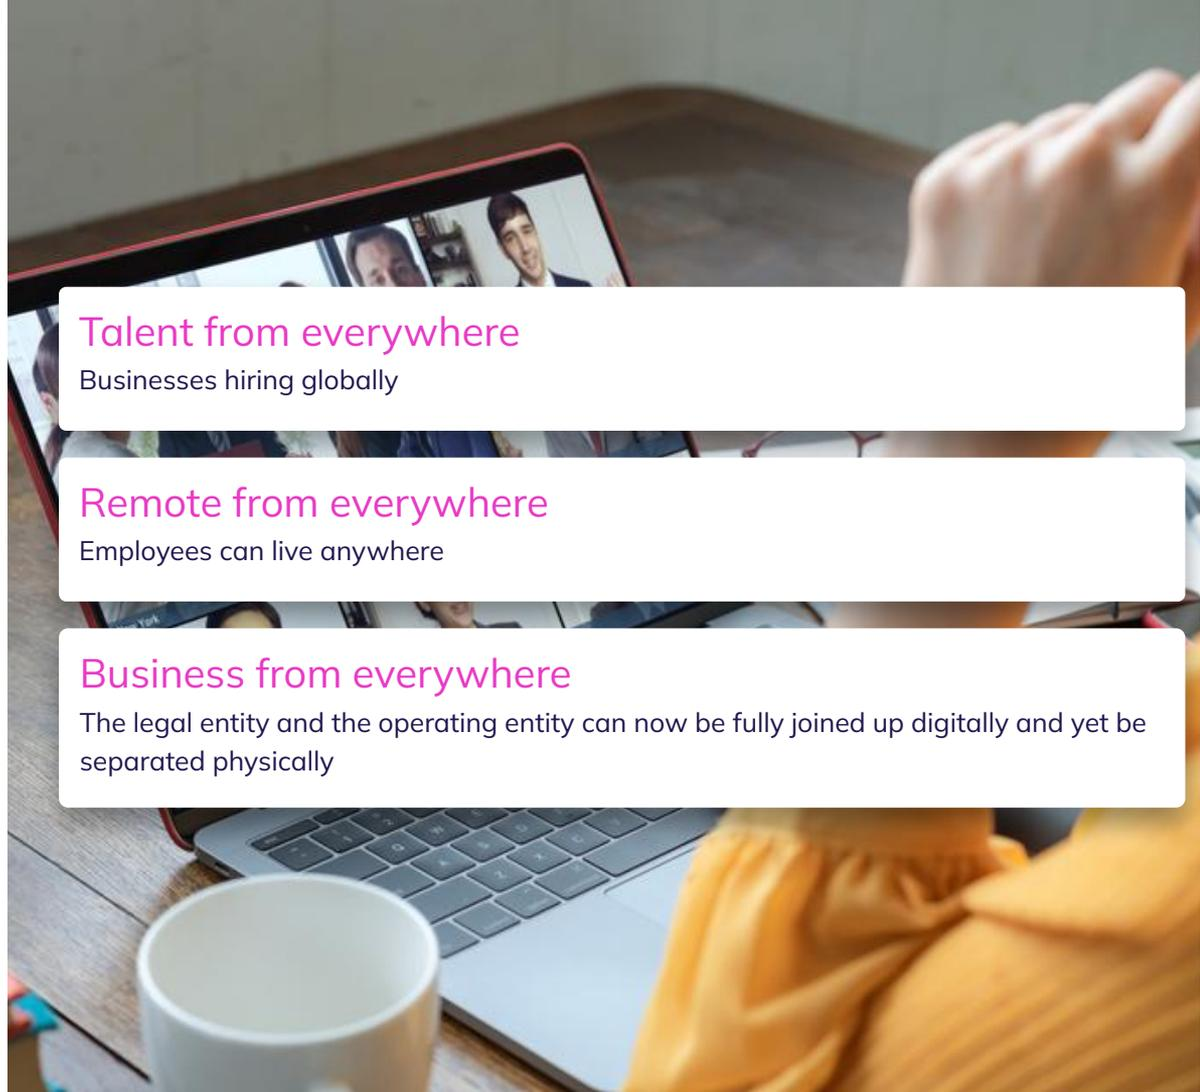 Talent from everywhere
Businesses hiring globally
Remote from everywhere
Employees can live anywhere
York
Business from everywhere
The legal entity and the operating entity can now be fully joined up digitally and yet be
separated physically